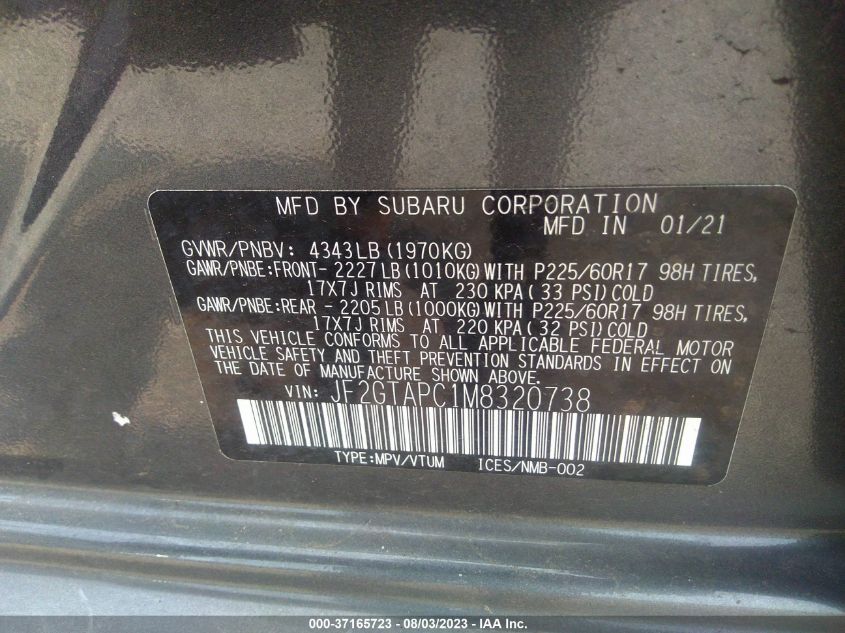 MFD BY SUBARU CORPORATION
MFD IN 01/21
GVWR/PNBV: 4343LB (1970KG)
GAWR/PNBE:FRONT- 2227LB (1010KG) WITH P225/60R17 98H TIRES,
17X7J RIMS AT 230 KPA( 33 PSI) COLD
GAWR/PNBE:REAR - 2205LB (1000KG) WITH P225/60R17 98H TIRES,
17X7J RIMS AT 220 KPA( 32 PSI) COLD
THIS VEHICLE CONFORMS TO ALL APPLICABLE FEDERAL MOTOR
VEHICLE SAFETY AND THEFT PREVENTION STANDARDS IN EFFECT ON
THE DATE OF MANUFACTURE SHOWN ABOVE.
VIN: JF2GTAPC1M8320738
TYPE:MPV/VTUM ICES/NMB-002
000-37165723 - 08/03/2023 - IAA Inc.